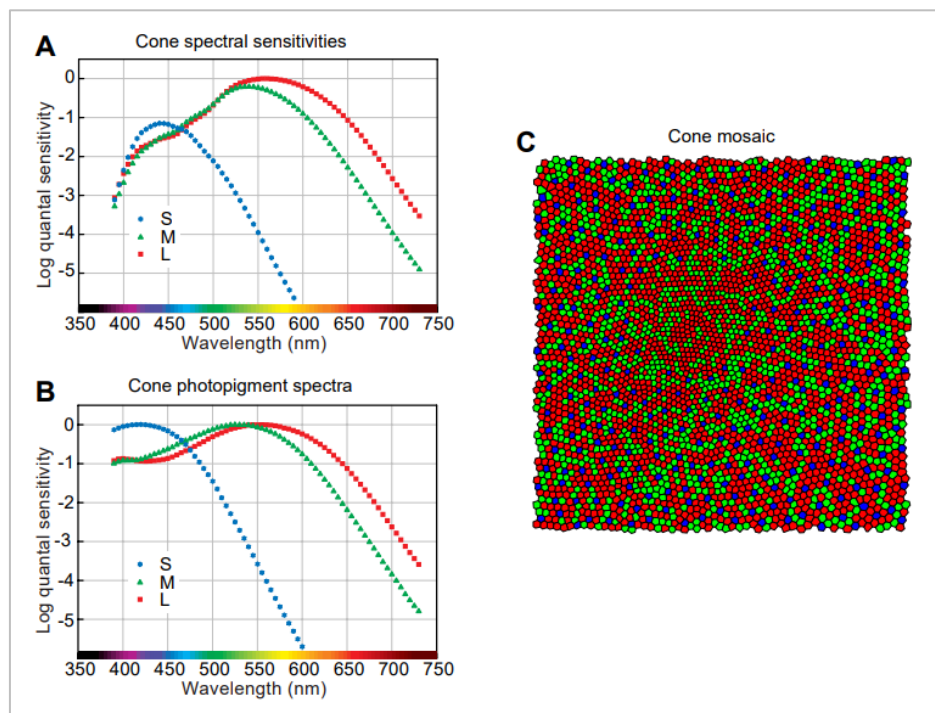 A
Cone spectral sensitivities
Log quantal sensitivity
0
-1
-2
-3
-4
-5
S
M
L
350 400 450 500 550 600 650 700 750
Wavelength (nm)
B
Cone photopigment spectra
Log quantal sensitivity
0
-1
-2
-3
-4
-5
S
M
L
350 400 450 500 550 600 650 700 750
Wavelength (nm)
C
Cone mosaic